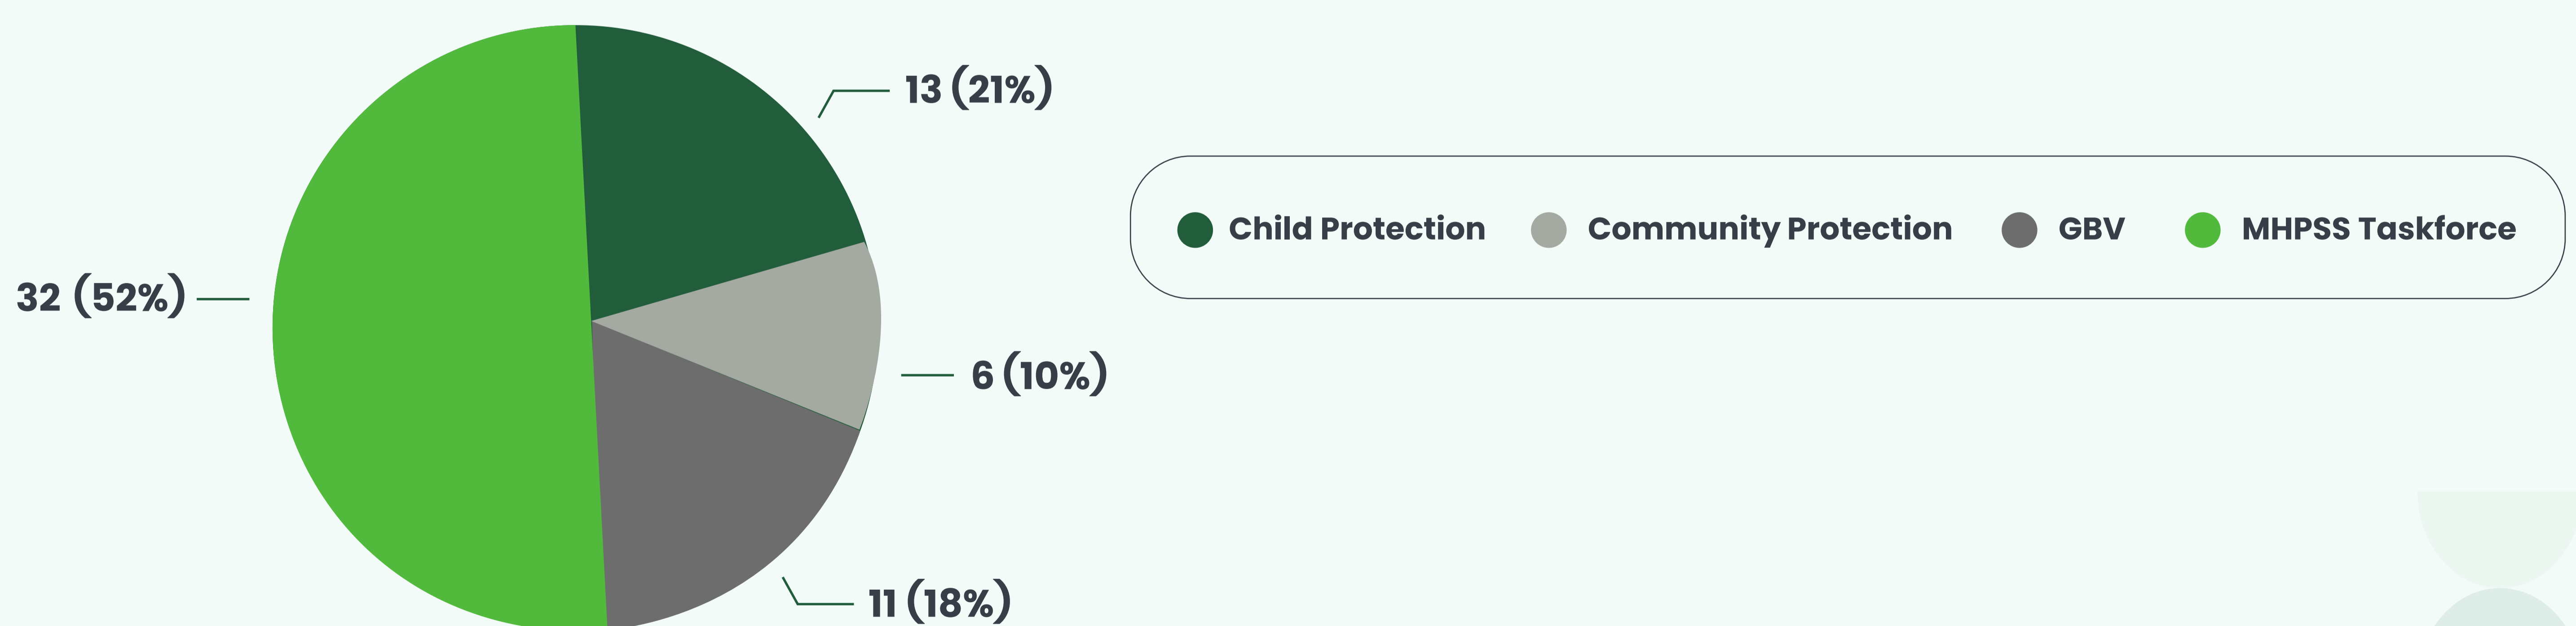 13 (21%)
Child Protection
Community Protection
GBV
MHPSS Taskforce
32 (52%)
6 (10%)
11 (18%)